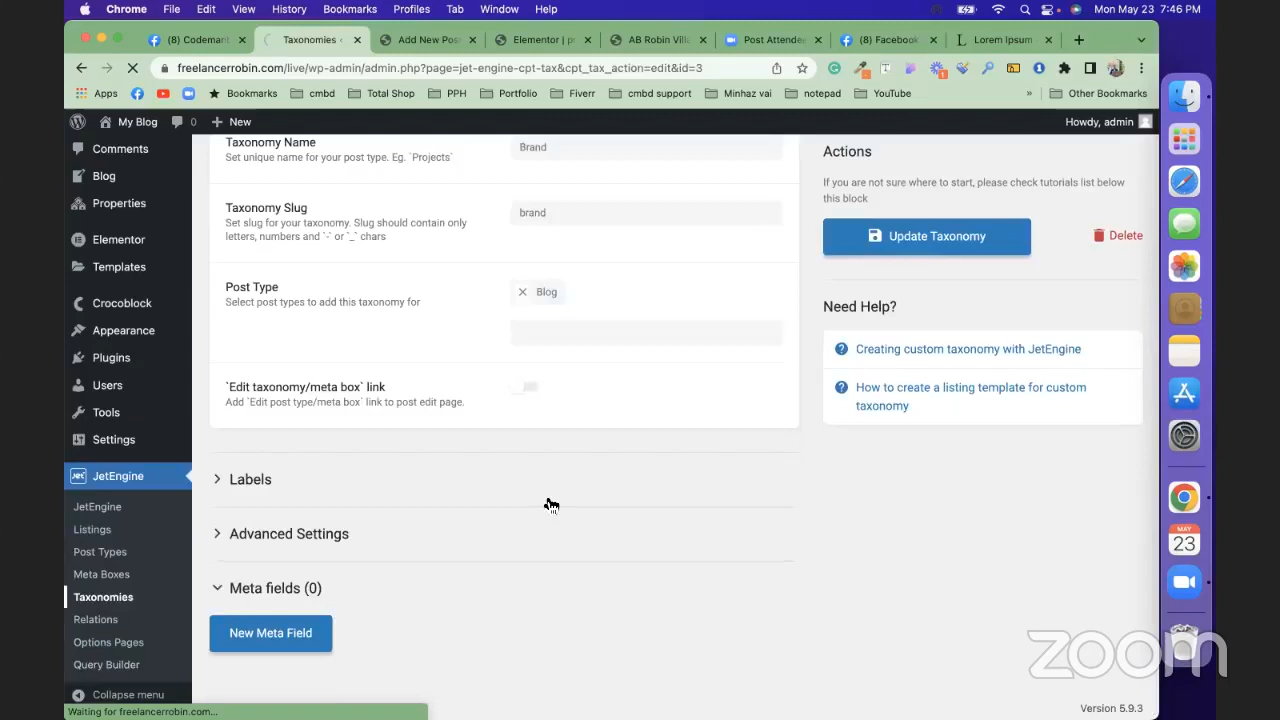 Chrome File Edit View History Bookmarks Profiles Tab Window Help Mon May 23 7:46 PM
(8) Codeman Taxonomies Add New Pos Elementor | p AB Robin Villa Post Attende (8) Facebook Lorem Ipsum
freelancerrobin.com/live/wp-admin/admin.php?page=jet-engine-cpt-tax&cpt_tax_action=edit&id=3
Apps Bookmarks cmbd Total Shop PPH Portfolio Fiverr cmbd support Minhaz vai notepad YouTube » Other Bookmarks
My Blog 0 + New Howdy, admin
Comments
Blog
Properties
Elementor
Templates
Crocoblock
Appearance
Plugins
Users
Tools
Settings
JetEngine
JetEngine
Listings
Post Types
Meta Boxes
Taxonomies
Relations
Options Pages
Query Builder
Collapse menu
Waiting for freelancerrobin.com...
Taxonomy Name
Set unique name for your post type. Eg. `Projects`
Brand
Taxonomy Slug
Set slug for your taxonomy. Slug should contain only
letters, numbers and `-` or `_` chars
brand
Post Type
Select post types to add this taxonomy for
Blog
`Edit taxonomy/meta box` link
Add `Edit post type/meta box` link to post edit page.
Labels
Advanced Settings
Meta fields (0)
New Meta Field
Actions
If you are not sure where to start, please check tutorials list below
this block
Update Taxonomy
Delete
Need Help?
Creating custom taxonomy with JetEngine
How to create a listing template for custom
taxonomy
MAY
23
zoom
Version 5.9.3